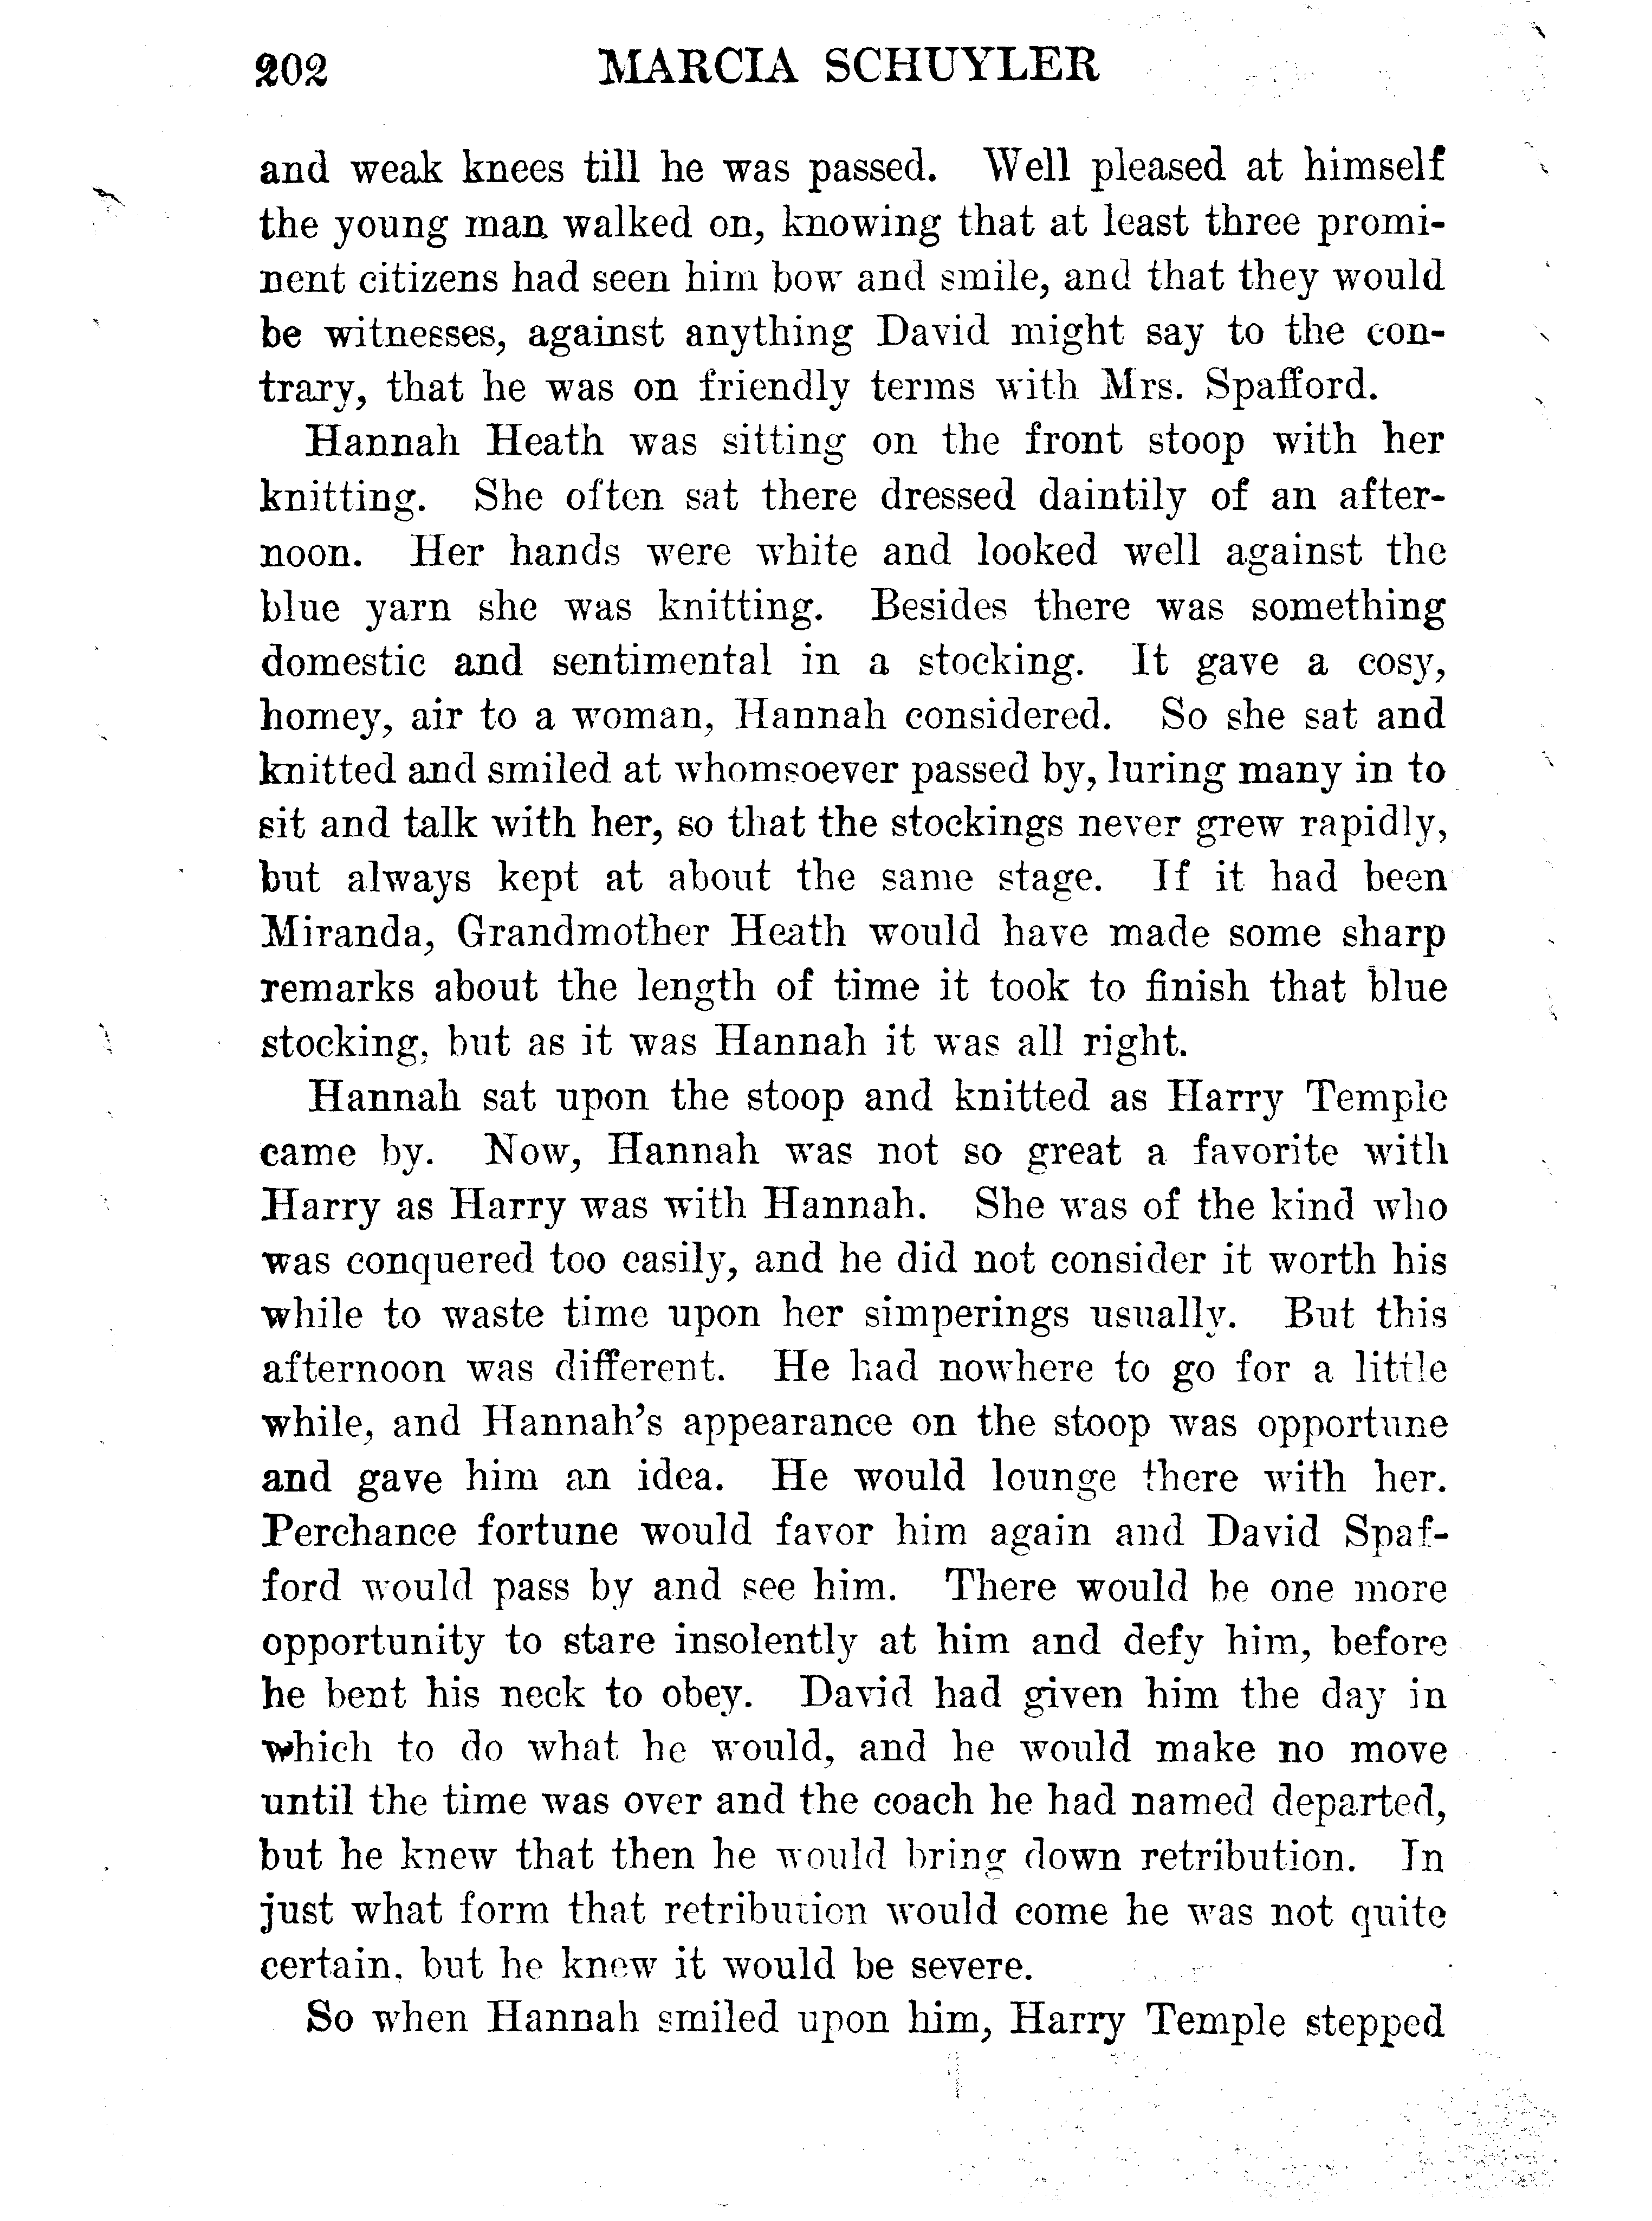 202 MARCIA SCHUYLER
and weak knees till he was passed. Well pleased at himself
the young man walked on, knowing that at least three promi-
nent citizens had seen him bow and smile, and that they would
be witnesses, against anything David might say to the con-
trary, that he was on friendly terms with Mrs. Spafford.
Hannah Heath was sitting on the front stoop with her
knitting. She often sat there dressed daintily of an after-
noon. Her hands were white and looked well against the
blue yarn she was knitting. Besides there was something
domestic and sentimental in a stocking. It gave a cosy,
homey, air to a woman, Hannah considered. So she sat and
knitted and smiled at whomsoever passed by, luring many in to
sit and talk with her, so that the stockings never grew rapidly,
but always kept at about the same stage. If it had been
Miranda, Grandmother Heath would have made some sharp
remarks about the length of time it took to finish that blue
stocking, but as it was Hannah it was all right.
Hannah sat upon the stoop and knitted as Harry Temple
came by. Now, Hannah was not so great a favorite with
Harry as Harry was with Hannah. She was of the kind who
was conquered too easily, and he did not consider it worth his
while to waste time upon her simperings usually. But this
afternoon was different. He had nowhere to go for a little
while, and Hannah's appearance on the stoop was opportune
and gave him an idea. He would lounge there with her.
Perchance fortune would favor him again and David Spaf-
ford would pass by and see him. There would be one more
opportunity to stare insolently at him and defy him, before
he bent his neck to obey. David had given him the day in
which to do what he would, and he would make no move
until the time was over and the coach he had named departed,
but he knew that then he would bring down retribution. In
just what form that retribution would come he was not quite
certain, but he knew it would be severe.
So when Hannah smiled upon him, Harry Temple stepped